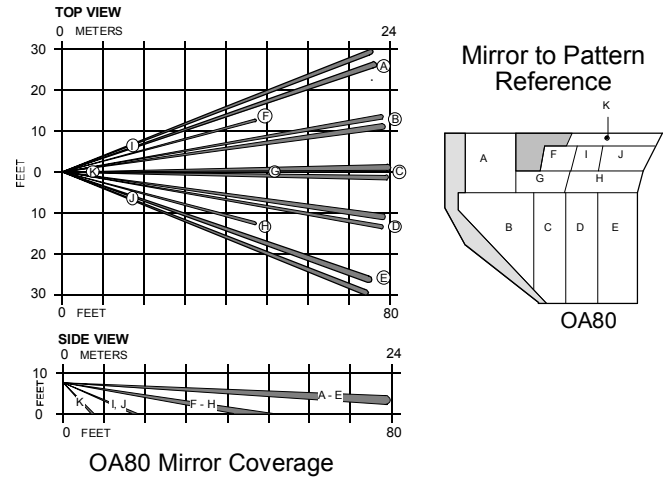 TOP VIEW
0 METERS 24
30
20
10
0
10
20
30
FEET
A
B
C
D
E
F
G
H
I
J
K
0 FEET 80
SIDE VIEW
0 METERS 24
10
FEET
0
K
I, J
F - H
A - E
0 FEET 80
OA80 Mirror Coverage
Mirror to Pattern
Reference
K
A F I J
G H
B C D E
OA80